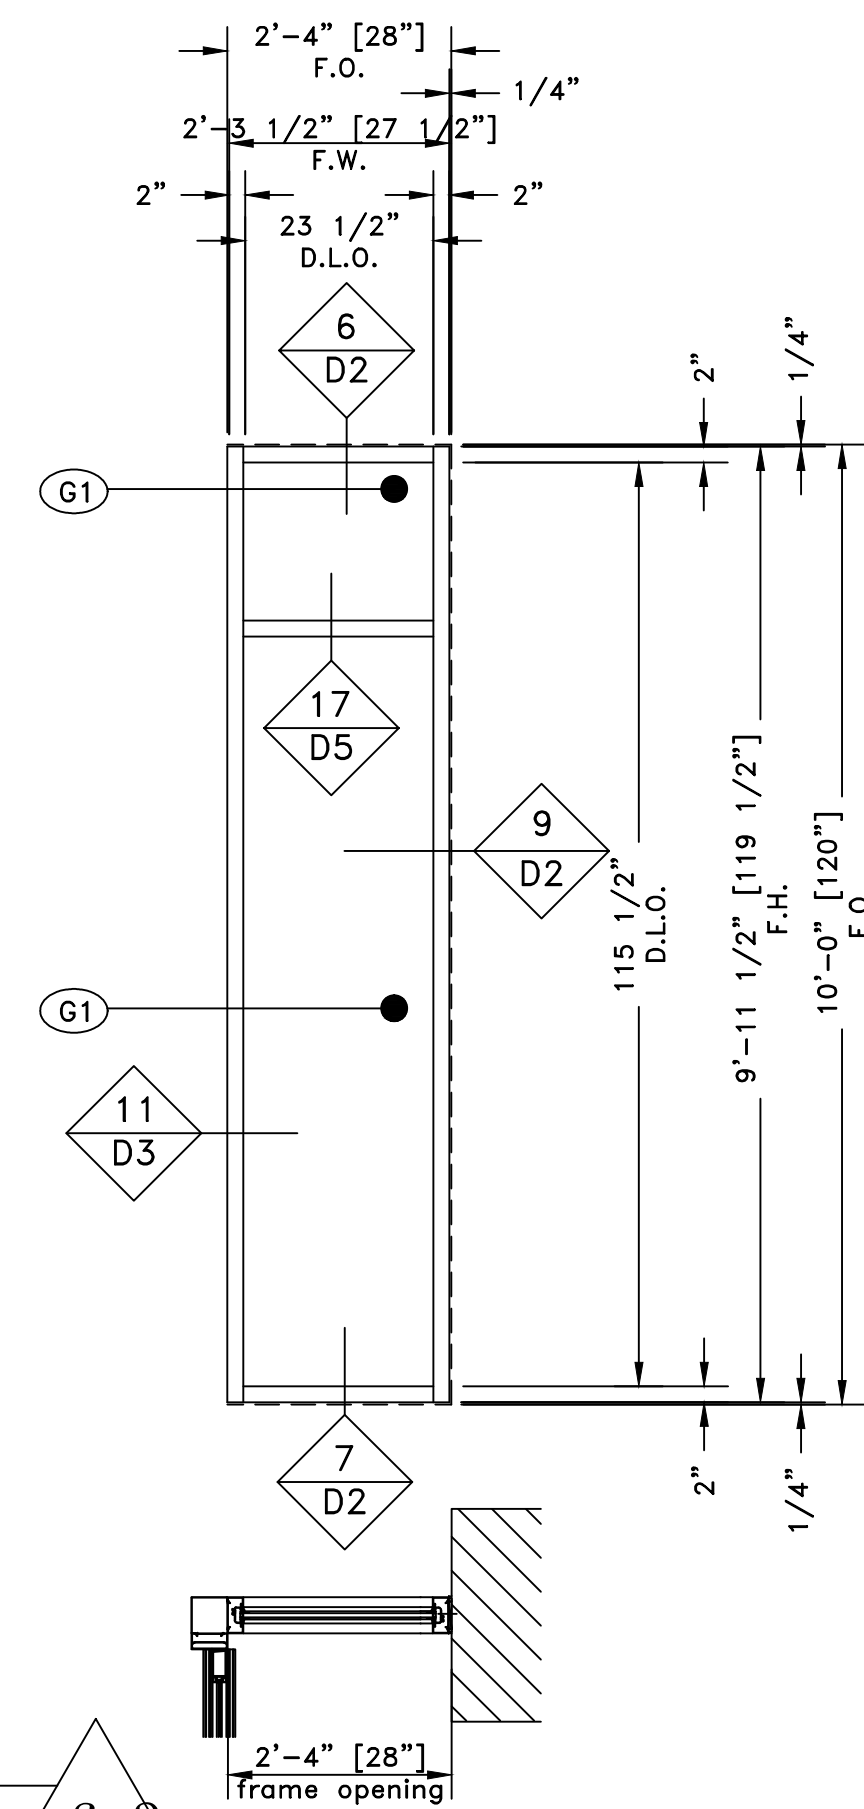 2'-4" [28"]
F.O.
1/4"
2'-3 1/2" [27 1/2"]
F.W.
2"
2"
23 1/2"
D.L.O.
6
D2
2"
1/4"
G1
17
D5
9
D2
115 1/2"
D.L.O.
9'-11 1/2" [119 1/2"]
F.H.
10'-0" [120"]
G1
11
D3
7
D2
2"
1/4"
2'-4" [28"]
frame opening